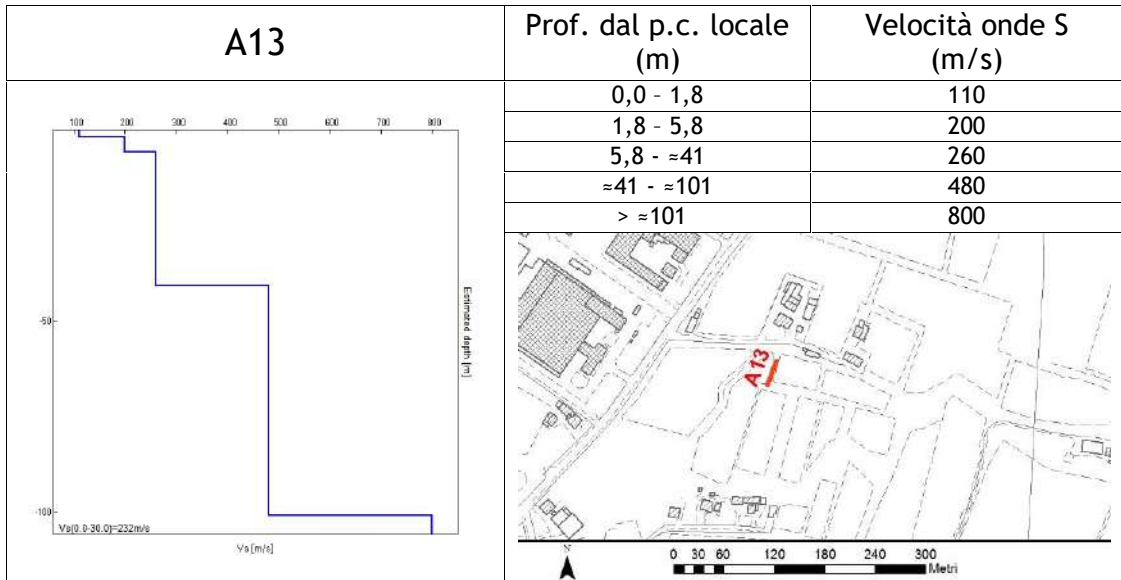 A13
Prof. dal p.c. locale (m)
Velocità onde S (m/s)
0,0 – 1,8 110
1,8 – 5,8 200
5,8 - ≈41 260
≈41 - ≈101 480
> ≈101 800
100 200 300 400 500 600 700 800
-50
-100
Estimated depth [m]
Vs(0.0-30.0)=232m/s
Vs [m/s]
A13
N
0 30 60 120 180 240 300
Metri